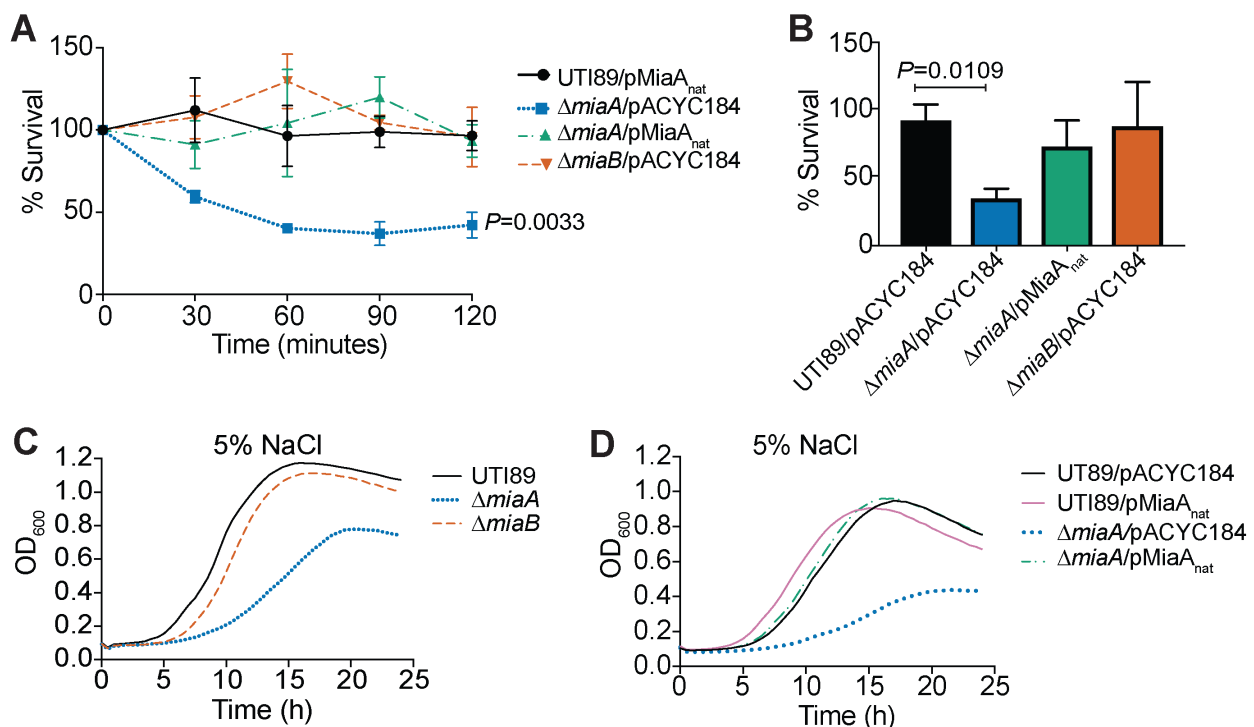 A
150
100
50
0
% Survival
0 30 60 90 120
Time (minutes)
UTI89/pMiaAnat
ΔmiaA/pACYC184
ΔmiaA/pMiaAnat
ΔmiaB/pACYC184
P=0.0033
B
150
100
50
0
% Survival
P=0.0109
UTI89/pACYC184
ΔmiaA/pACYC184
ΔmiaA/pMiaAnat
ΔmiaB/pACYC184
C
5% NaCl
1.2
1.0
0.8
0.6
0.4
0.2
0.0
OD600
0 5 10 15 20 25
Time (h)
UTI89
ΔmiaA
ΔmiaB
D
5% NaCl
1.2
1.0
0.8
0.6
0.4
0.2
0.0
OD600
0 5 10 15 20 25
Time (h)
UT89/pACYC184
UTI89/pMiaAnat
ΔmiaA/pACYC184
ΔmiaA/pMiaAnat